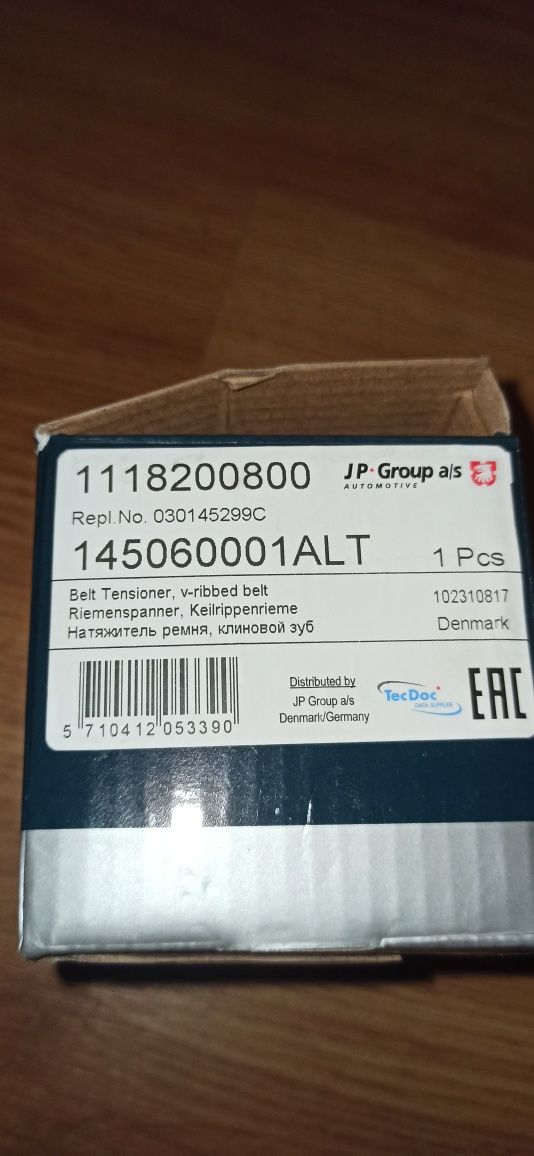 1118200800
JP Group a/s
AUTOMOTIVE
Repl.No. 030145299C
145060001ALT 1 Pcs
Belt Tensioner, v-ribbed belt
Riemenspanner, Keilrippenrieme
Натяжитель ремня, клиновой зуб
102310817
Denmark
5 710412 053390
Distributed by
JP Group a/s
Denmark/Germany
TecDoc
DATA SUPPLIER
EAC